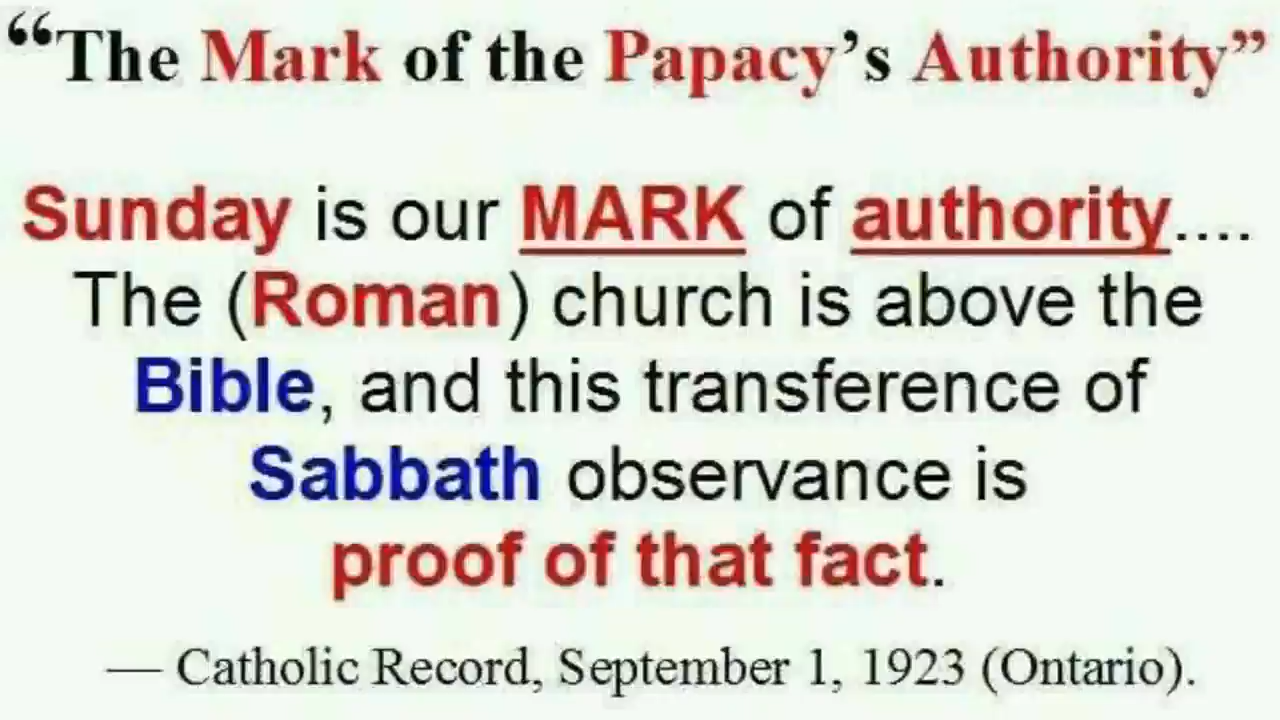 “The Mark of the Papacy’s Authority”
Sunday is our MARK of authority....
The (Roman) church is above the
Bible, and this transference of
Sabbath observance is
proof of that fact.
— Catholic Record, September 1, 1923 (Ontario).